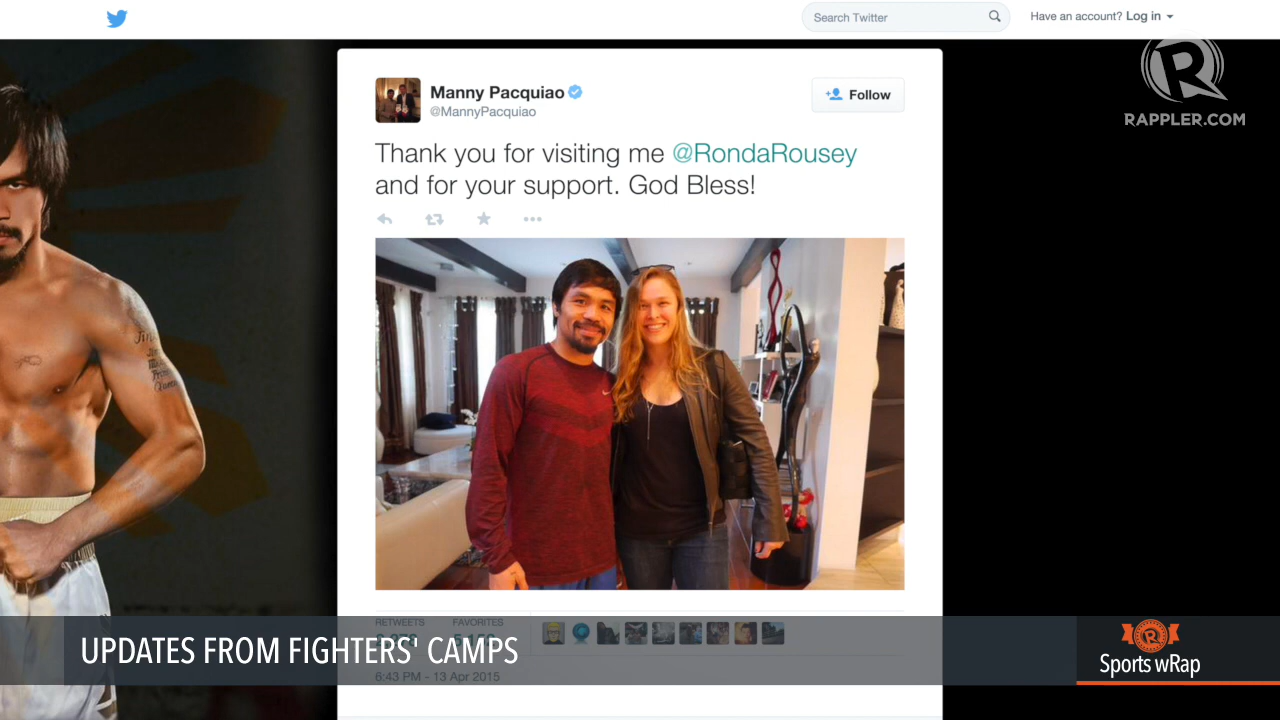 Search Twitter
Have an account? Log in
R
RAPPLER.COM
Manny Pacquiao
@MannyPacquiao
Follow
Thank you for visiting me @RondaRousey
and for your support. God Bless!
RETWEETS FAVORITES
UPDATES FROM FIGHTERS' CAMPS
6:43 PM - 13 Apr 2015
R
Sports wRap